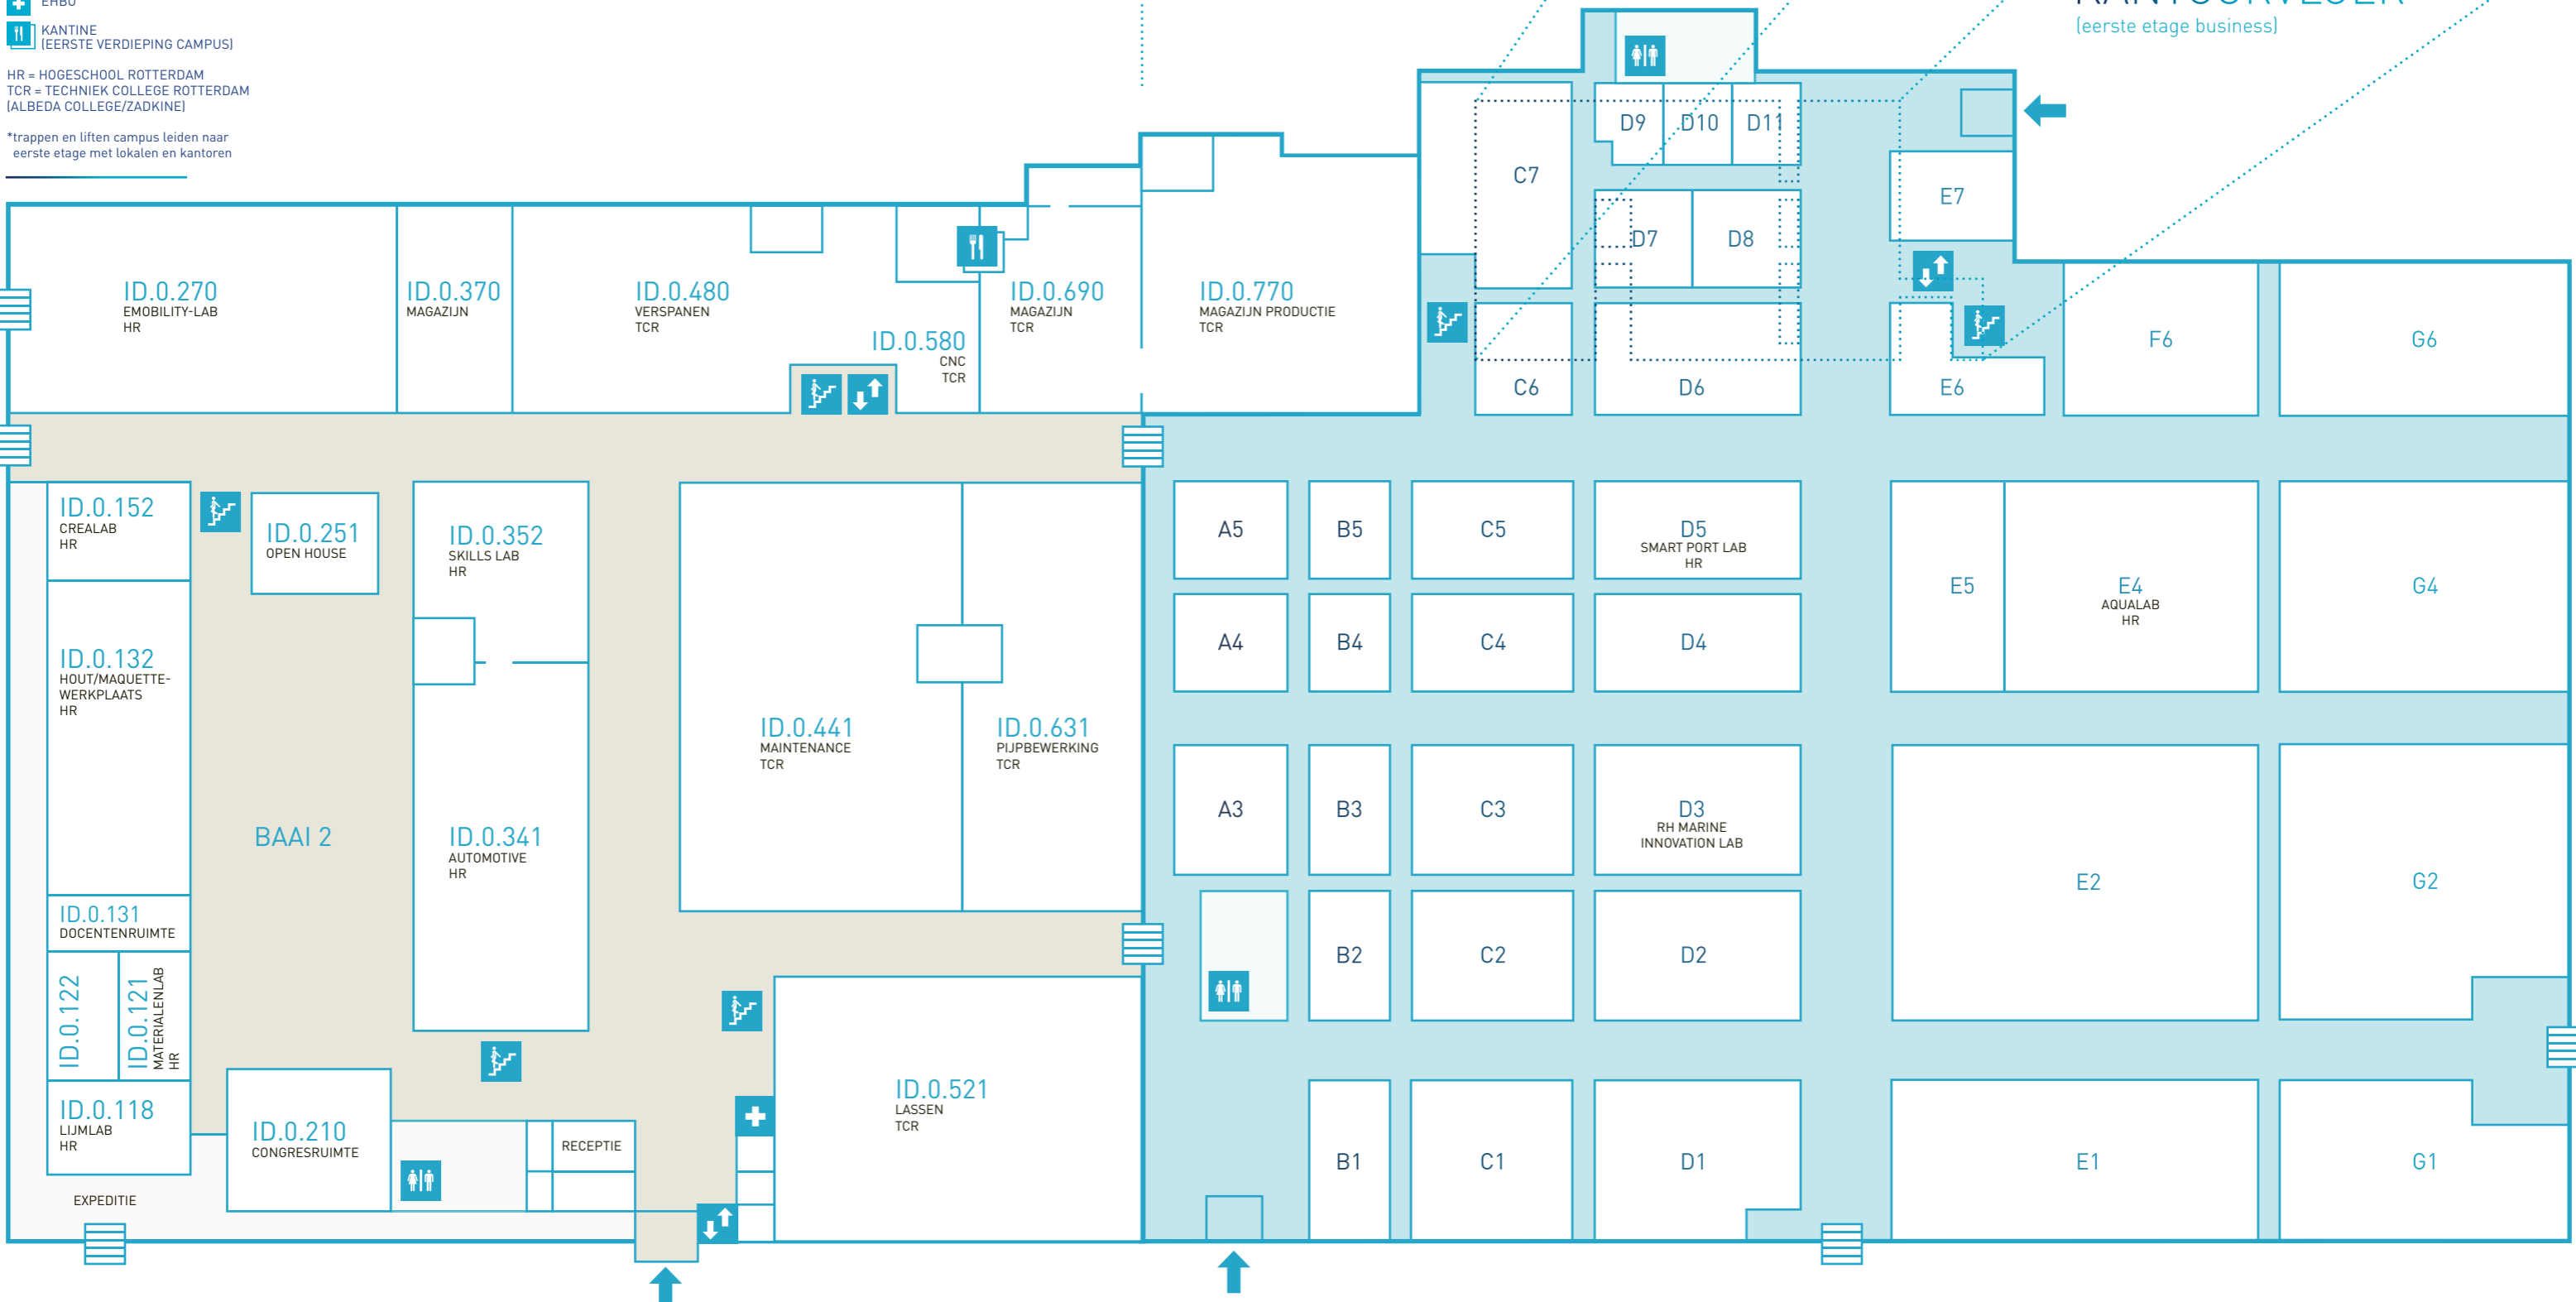 EHBO
KANTINE
(EERSTE VERDIEPING CAMPUS)
HR = HOGESCHOOL ROTTERDAM
TCR = TECHNIEK COLLEGE ROTTERDAM
(ALBEDA COLLEGE/ZADKINE)
*trappen en liften campus leiden naar
eerste etage met lokalen en kantoren
(eerste etage business)
ID.0.270
EMOBILITY-LAB
HR
ID.0.370
MAGAZIJN
ID.0.480
VERSPANEN
TCR
ID.0.580
CNC
TCR
ID.0.690
MAGAZIJN
TCR
ID.0.770
MAGAZIJN PRODUCTIE
TCR
C7
D9
D10
D11
D7
D8
E7
C6
D6
E6
F6
G6
ID.0.152
CREALAB
HR
ID.0.251
OPEN HOUSE
ID.0.352
SKILLS LAB
HR
ID.0.132
HOUT/MAQUETTE-
WERKPLAATS
HR
BAAI 2
ID.0.341
AUTOMOTIVE
HR
ID.0.441
MAINTENANCE
TCR
ID.0.631
PIJPBEWERKING
TCR
ID.0.131
DOCENTENRUIMTE
ID.0.122
ID.0.121
MATERIALENLAB
HR
ID.0.118
LIJMLAB
HR
ID.0.210
CONGRESRUIMTE
RECEPTIE
EXPEDITIE
ID.0.521
LASSEN
TCR
A5
B5
C5
D5
SMART PORT LAB
HR
E5
E4
AQUALAB
HR
G4
A4
B4
C4
D4
A3
B3
C3
D3
RH MARINE
INNOVATION LAB
E2
G2
B2
C2
D2
B1
C1
D1
E1
G1